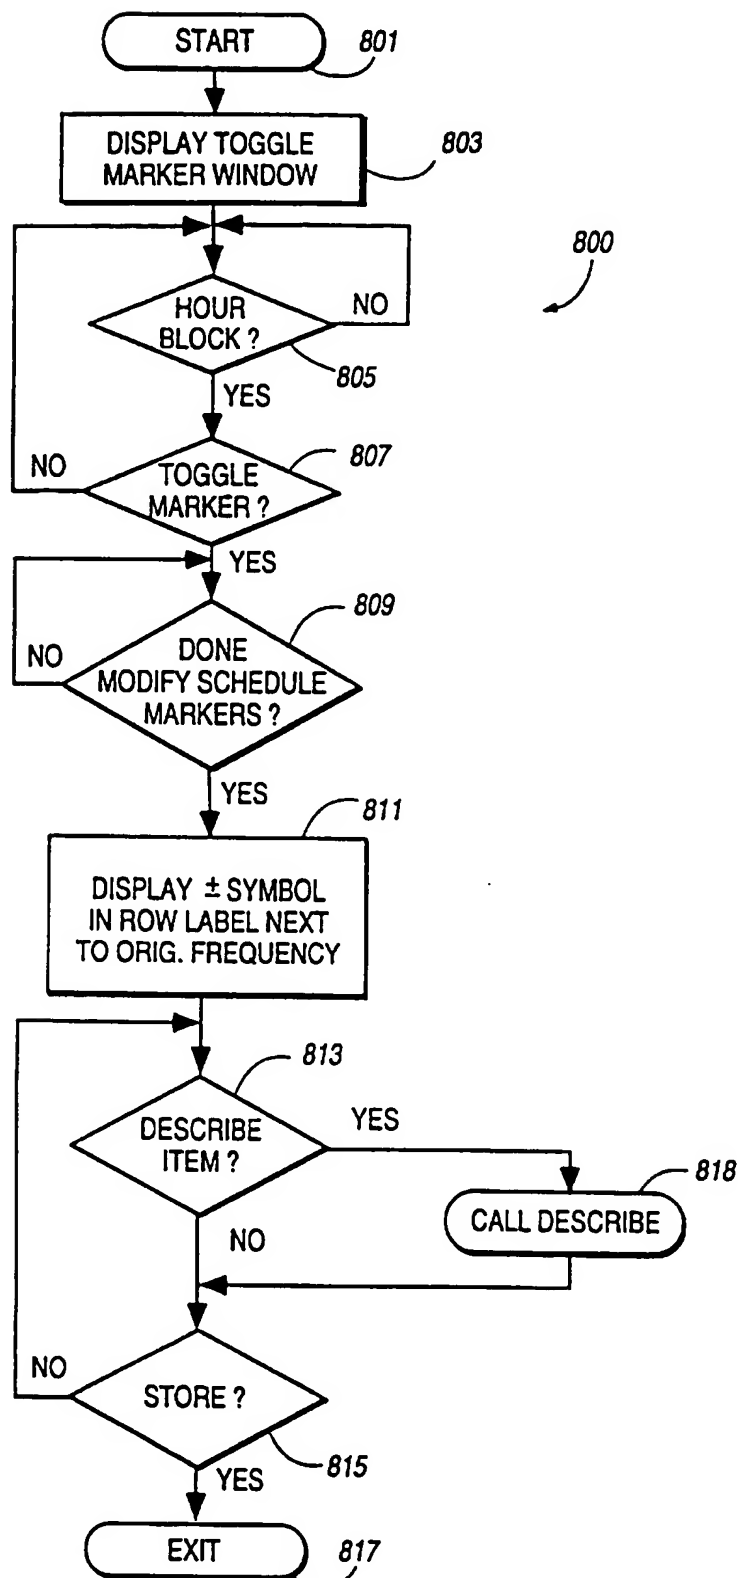 START
801
DISPLAY TOGGLE
MARKER WINDOW
803
800
HOUR
BLOCK ?
NO
805
YES
NO
TOGGLE
MARKER ?
807
YES
809
NO
DONE
MODIFY SCHEDULE
MARKERS ?
YES
811
DISPLAY ± SYMBOL
IN ROW LABEL NEXT
TO ORIG. FREQUENCY
813
DESCRIBE
ITEM ?
YES
818
CALL DESCRIBE
NO
NO
STORE ?
815
YES
EXIT
817